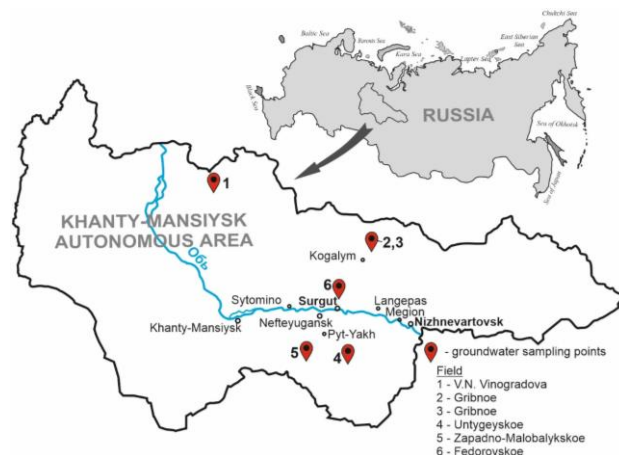 Baltic Sea
Barents Sea
Kara Sea
Laptev Sea
East Siberian
Sea
Chukchi Sea
Black Sea
RUSSIA
Sea of Okhotsk
Sea of Japan
1
KHANTY-MANSIYSK
AUTONOMOUS AREA
Обь
2,3
Kogalym
6
Sytomino
Surgut
Langepas
Megion
Khanty-Mansiysk
Nefteyugansk
Nizhnevartovsk
Pyt-Yakh
5
4
- groundwater sampling points
Field
1 - V.N. Vinogradova
2 - Gribnoe
3 - Gribnoe
4 - Untygeyskoe
5 - Zapadno-Malobalykskoe
6 - Fedorovskoe